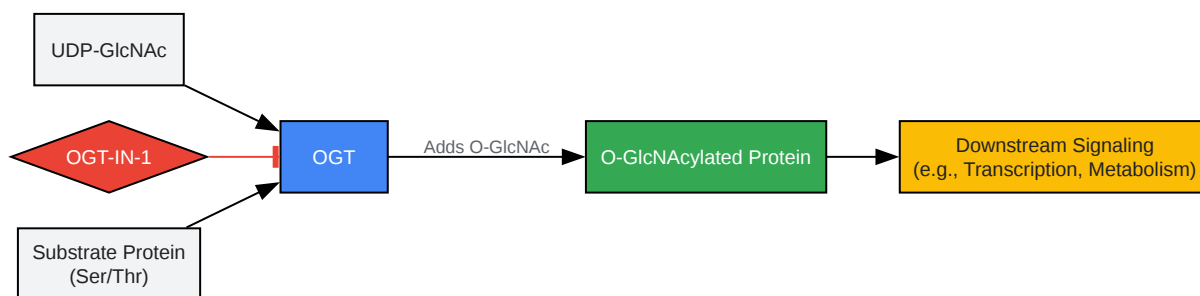 UDP-GlcNAc
OGT-IN-1
Substrate Protein
(Ser/Thr)
OGT
Adds O-GlcNAc
O-GlcNAcylated Protein
Downstream Signaling
(e.g., Transcription, Metabolism)